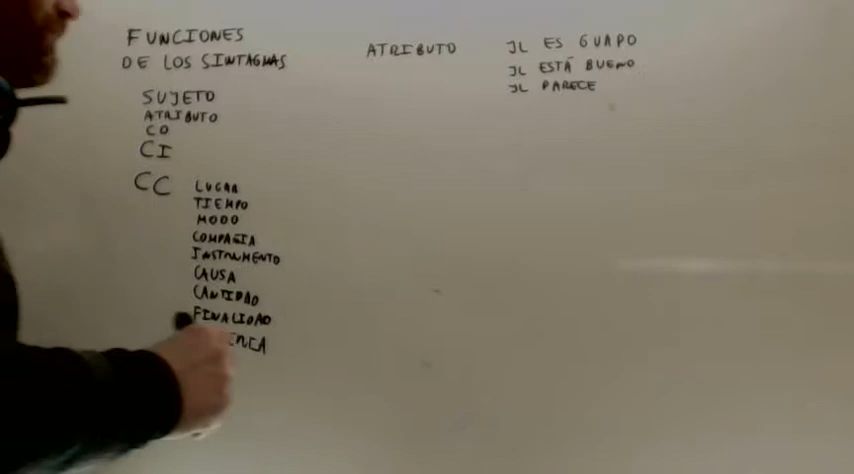 FUNCIONES
DE LOS SINTAGMAS
SUJETO
ATRIBUTO
CD
CI
CC
LUGAR
TIEMPO
MODO
COMPAÑIA
INSTRUMENTO
CAUSA
CANTIDAD
FINALIDAD
ATRIBUTO
JL ES GUAPO
JL ESTÁ BUENO
JL PARECE